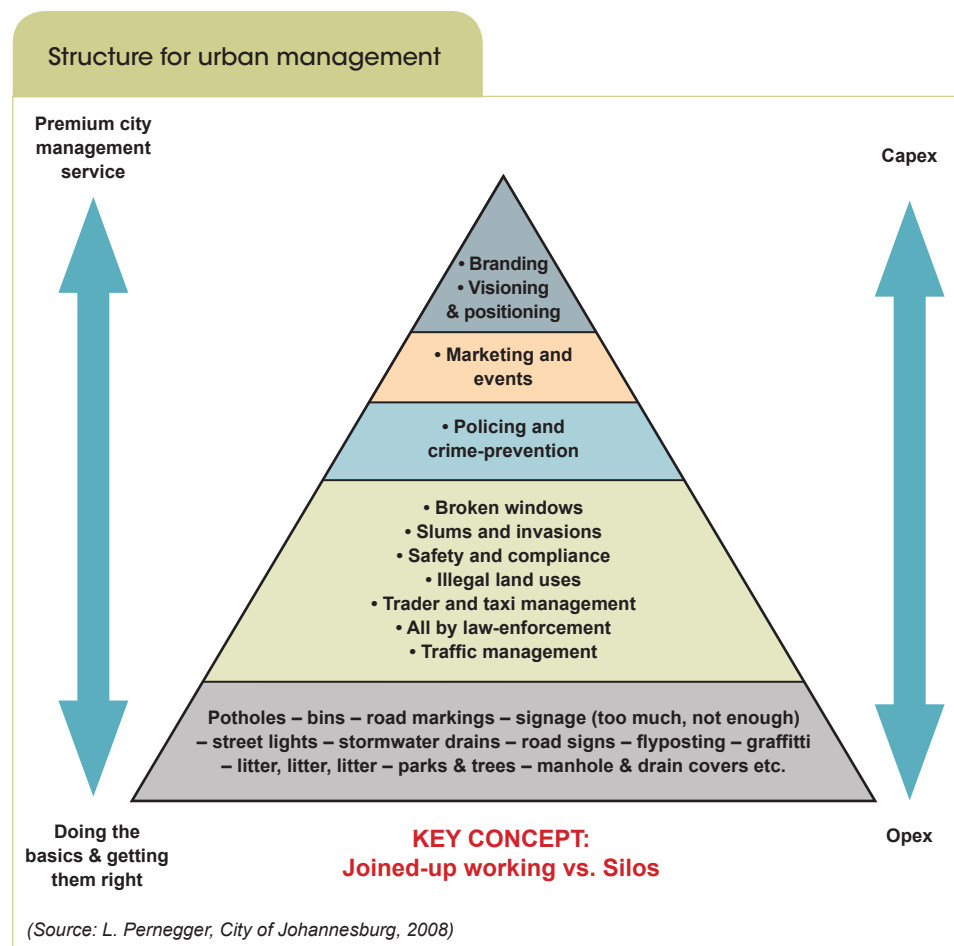 Structure for urban management
Premium city
management
service
Capex
• Branding
• Visioning
& positioning
• Marketing and
events
• Policing and
crime-prevention
• Broken windows
• Slums and invasions
• Safety and compliance
• Illegal land uses
• Trader and taxi management
• All by law-enforcement
• Traffic management
Potholes – bins – road markings – signage (too much, not enough)
– street lights – stormwater drains – road signs – flyposting – graffitti
– litter, litter, litter – parks & trees – manhole & drain covers etc.
Doing the
basics & getting
them right
KEY CONCEPT:
Joined-up working vs. Silos
Opex
(Source: L. Pernegger, City of Johannesburg, 2008)